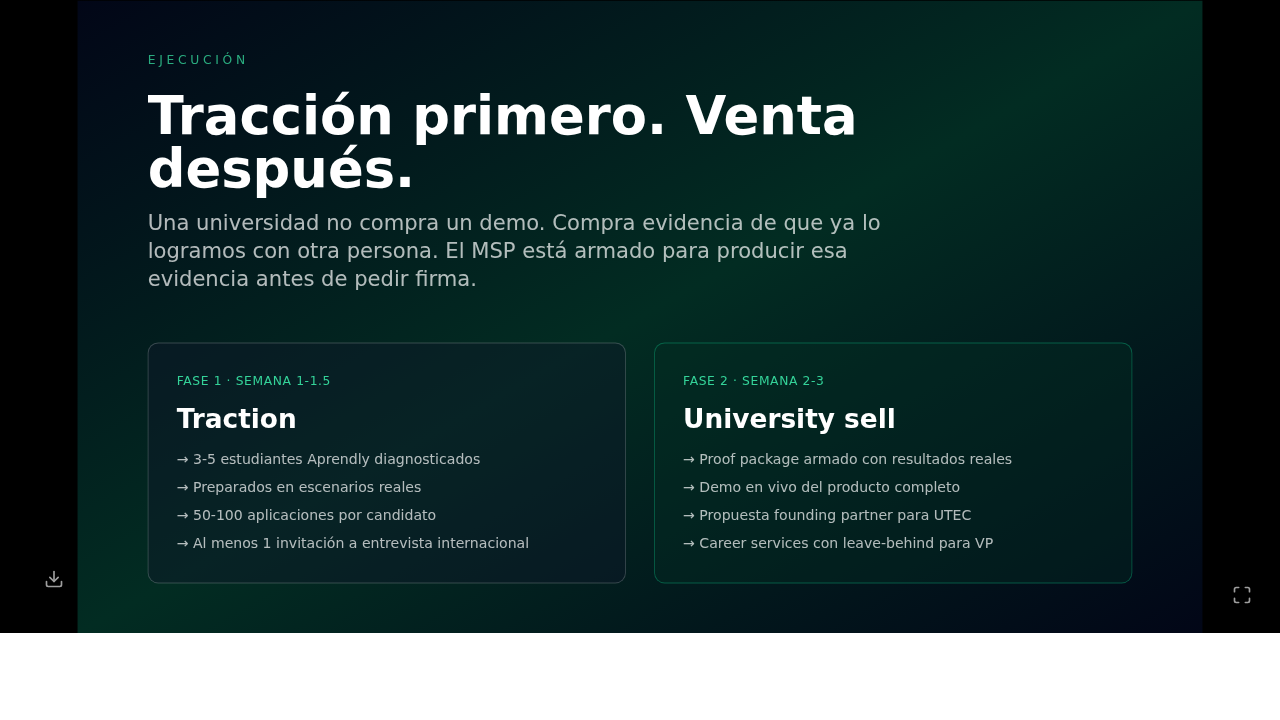 EJECUCIÓN
Tracción primero. Venta
después.
Una universidad no compra un demo. Compra evidencia de que ya lo
logramos con otra persona. El MSP está armado para producir esa
evidencia antes de pedir firma.
FASE 1 · SEMANA 1-1.5
Traction
→ 3-5 estudiantes Aprendly diagnosticados
→ Preparados en escenarios reales
→ 50-100 aplicaciones por candidato
→ Al menos 1 invitación a entrevista internacional
FASE 2 · SEMANA 2-3
University sell
→ Proof package armado con resultados reales
→ Demo en vivo del producto completo
→ Propuesta founding partner para UTEC
→ Career services con leave-behind para VP